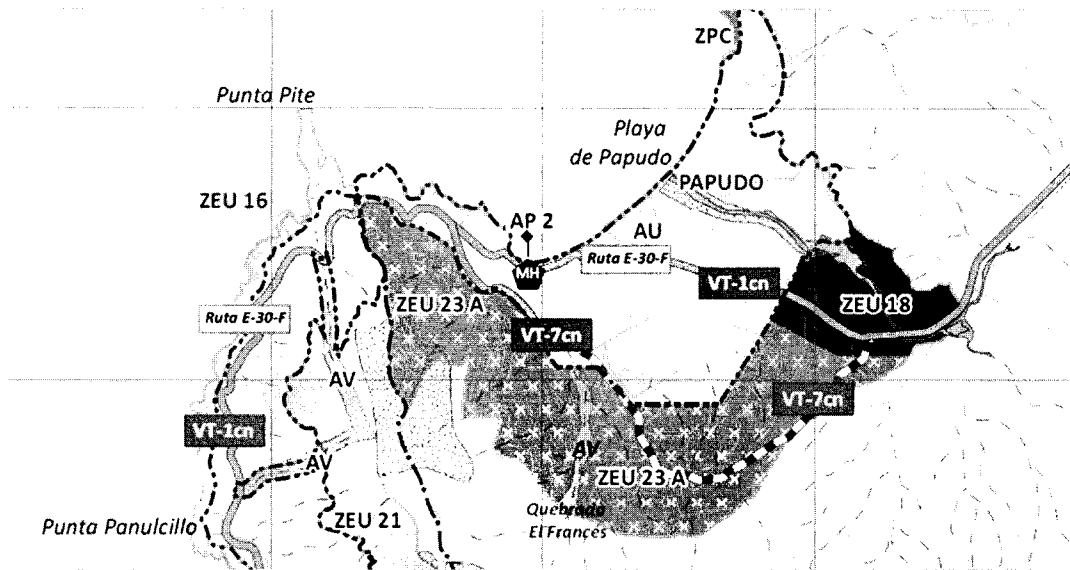 ZPC
Punta Pite
Playa
de Papudo
PAPUDO
ZEU 16
AP 2
AU
MH
Ruta E-30-F
VT-1cn
ZEU 18
ZEU 23 A
Ruta E-30-F
VT-7cn
AV
VT-7cn
VT-1cn
AV
AV
ZEU 23 A
Punta Panulcillo
ZEU 21
Quebrada
El Francés